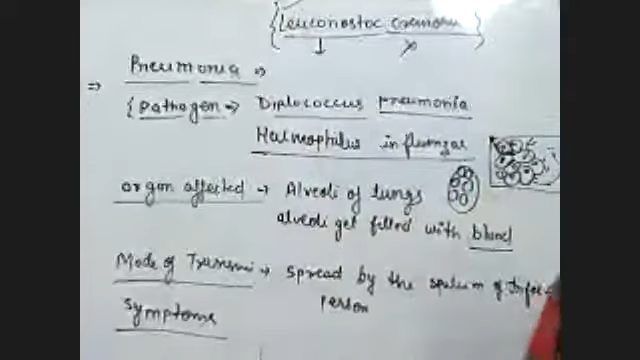 {Leuconostoc cremoris}
⇒ Pneumonia ⇒
{Pathogen → Diplococcus pneumonia
Haemophilus influenzae
organ affected → Alveoli of lungs
alveoli get filled with blood
Mode of Transmi → Spread by the sputum of Infec
person
symptoms